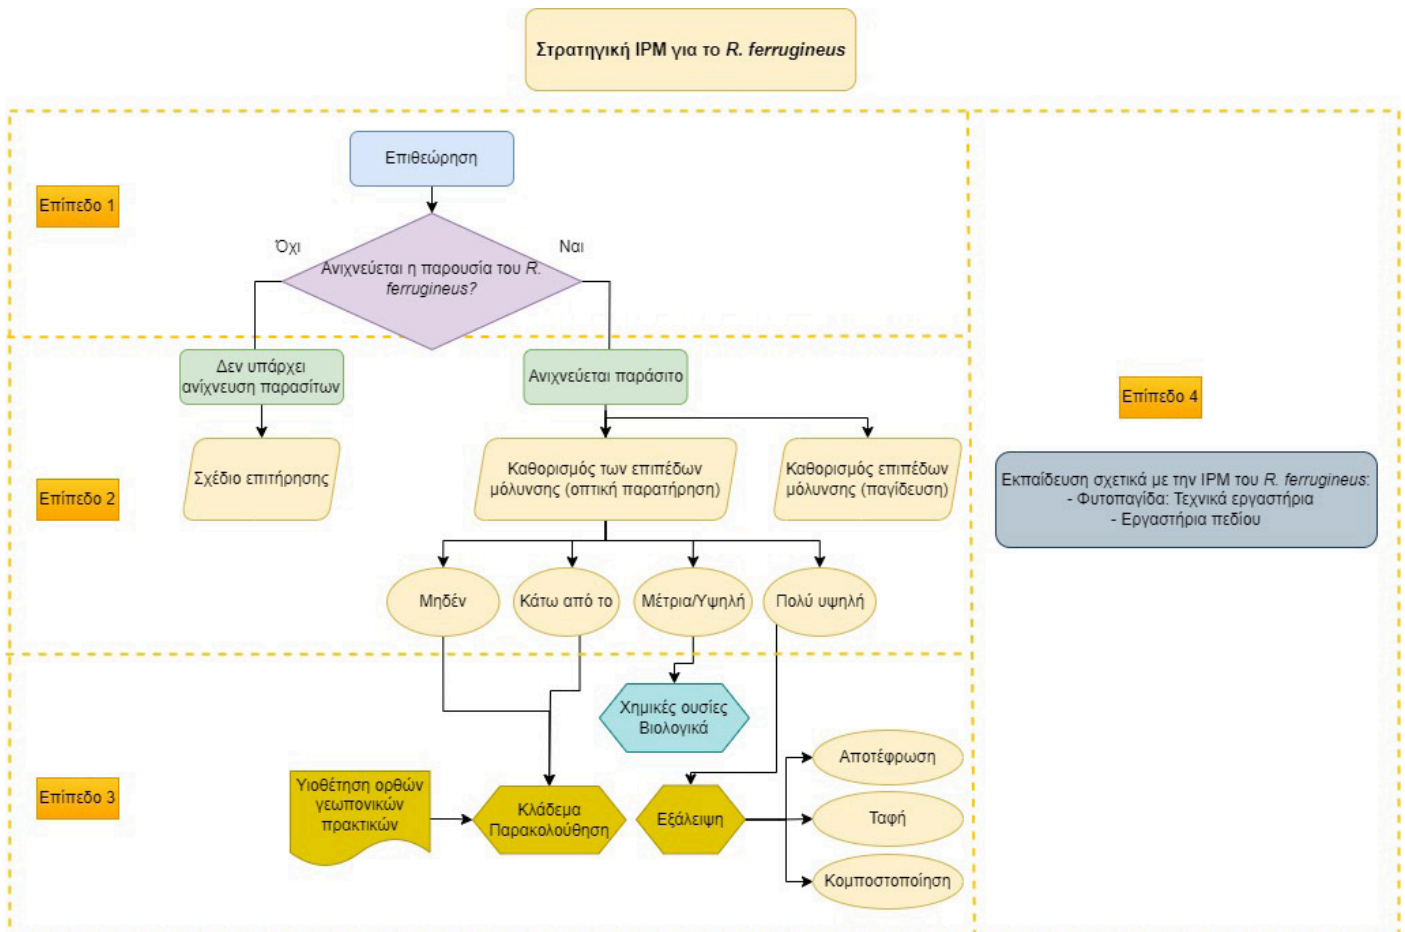 Στρατηγική IPM για το R. ferrugineus
Επιθεώρηση
Επίπεδο 1
Όχι
Ναι
Ανιχνεύεται η παρουσία του R.
ferrugineus?
Δεν υπάρχει
ανίχνευση παρασίτων
Ανιχνεύεται παράσιτο
Επίπεδο 4
Σχέδιο επιτήρησης
Καθορισμός των επιπέδων
μόλυνσης (οπτική παρατήρηση)
Καθορισμός επιπέδων
μόλυνσης (παγίδευση)
Εκπαίδευση σχετικά με την IPM του R. ferrugineus:
- Φυτοπαγίδα: Τεχνικά εργαστήρια
- Εργαστήρια πεδίου
Επίπεδο 2
Μηδέν
Κάτω από το
Μέτρια/Υψηλή
Πολύ υψηλή
Χημικές ουσίες
Βιολογικά
Επίπεδο 3
Υιοθέτηση ορθών
γεωπονικών
πρακτικών
Κλάδεμα
Παρακολούθηση
Εξάλειψη
Αποτέφρωση
Ταφή
Κομποστοποίηση